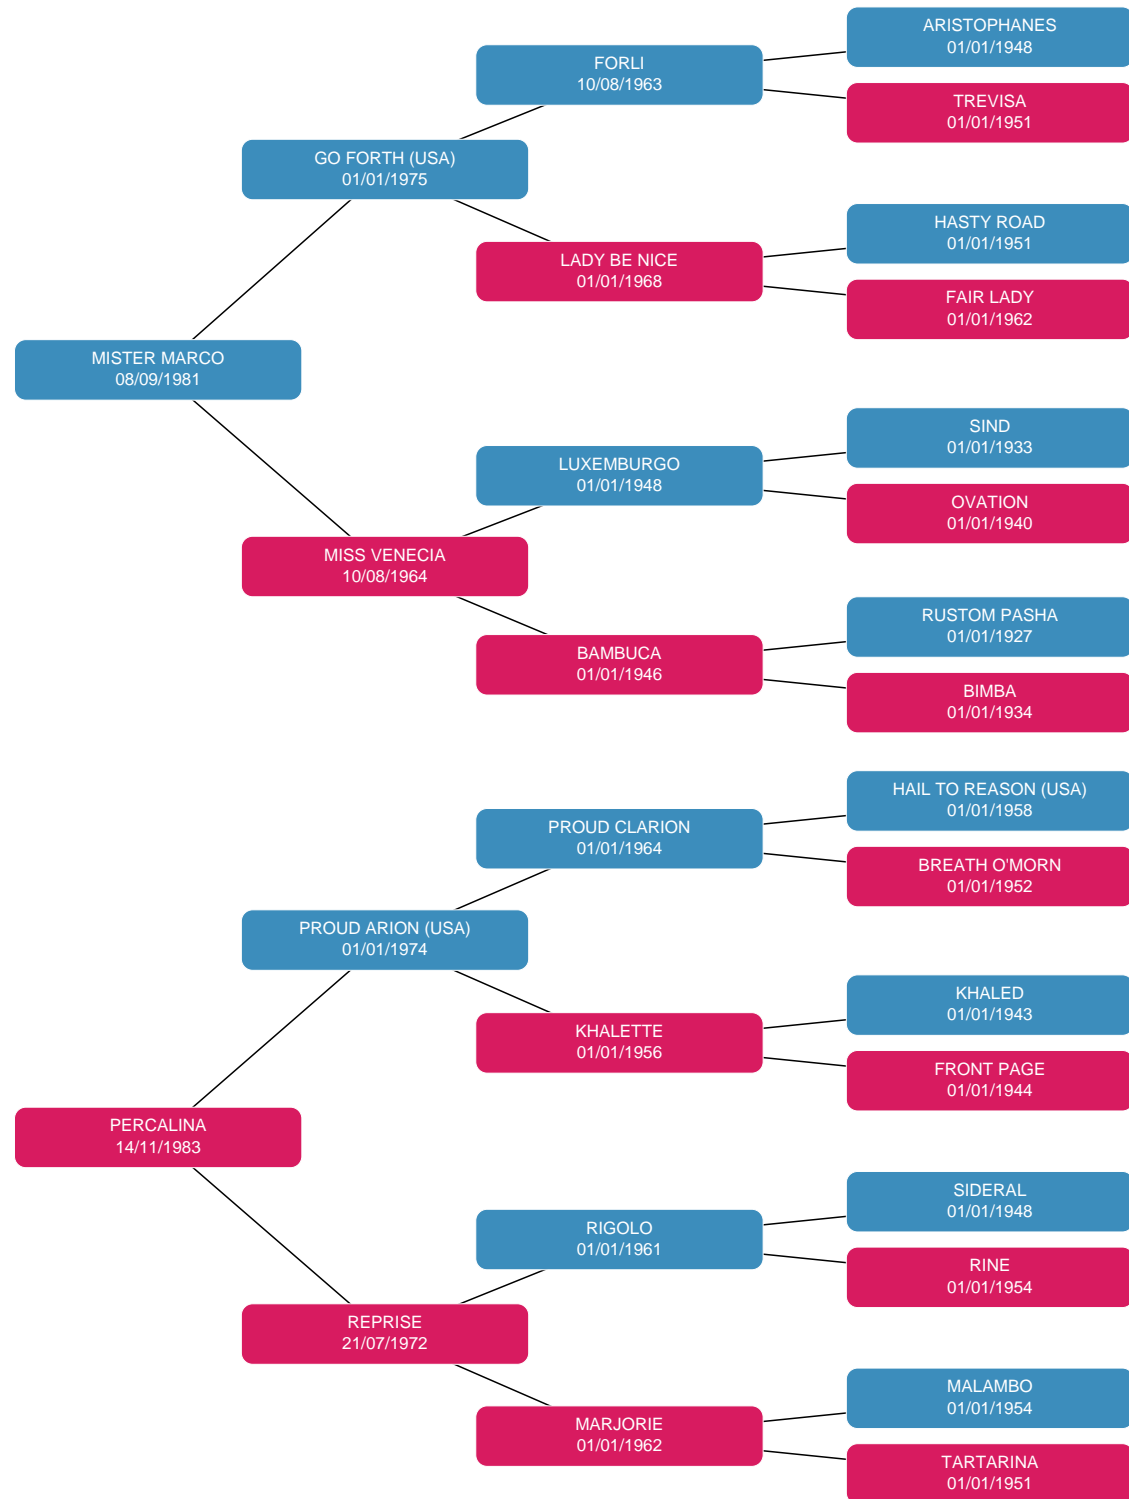 ARISTOPHANES
01/01/1948
FORLI
10/08/1963
TREVISA
01/01/1951
GO FORTH (USA)
01/01/1975
HASTY ROAD
01/01/1951
LADY BE NICE
01/01/1968
FAIR LADY
01/01/1962
MISTER MARCO
08/09/1981
SIND
01/01/1933
LUXEMBURGO
01/01/1948
OVATION
01/01/1940
MISS VENECIA
10/08/1964
RUSTOM PASHA
01/01/1927
BAMBUCA
01/01/1946
BIMBA
01/01/1934
HAIL TO REASON (USA)
01/01/1958
PROUD CLARION
01/01/1964
BREATH O'MORN
01/01/1952
PROUD ARION (USA)
01/01/1974
KHALED
01/01/1943
KHALETTE
01/01/1956
FRONT PAGE
01/01/1944
PERCALINA
14/11/1983
SIDERAL
01/01/1948
RIGOLO
01/01/1961
RINE
01/01/1954
REPRISE
21/07/1972
MALAMBO
01/01/1954
MARJORIE
01/01/1962
TARTARINA
01/01/1951